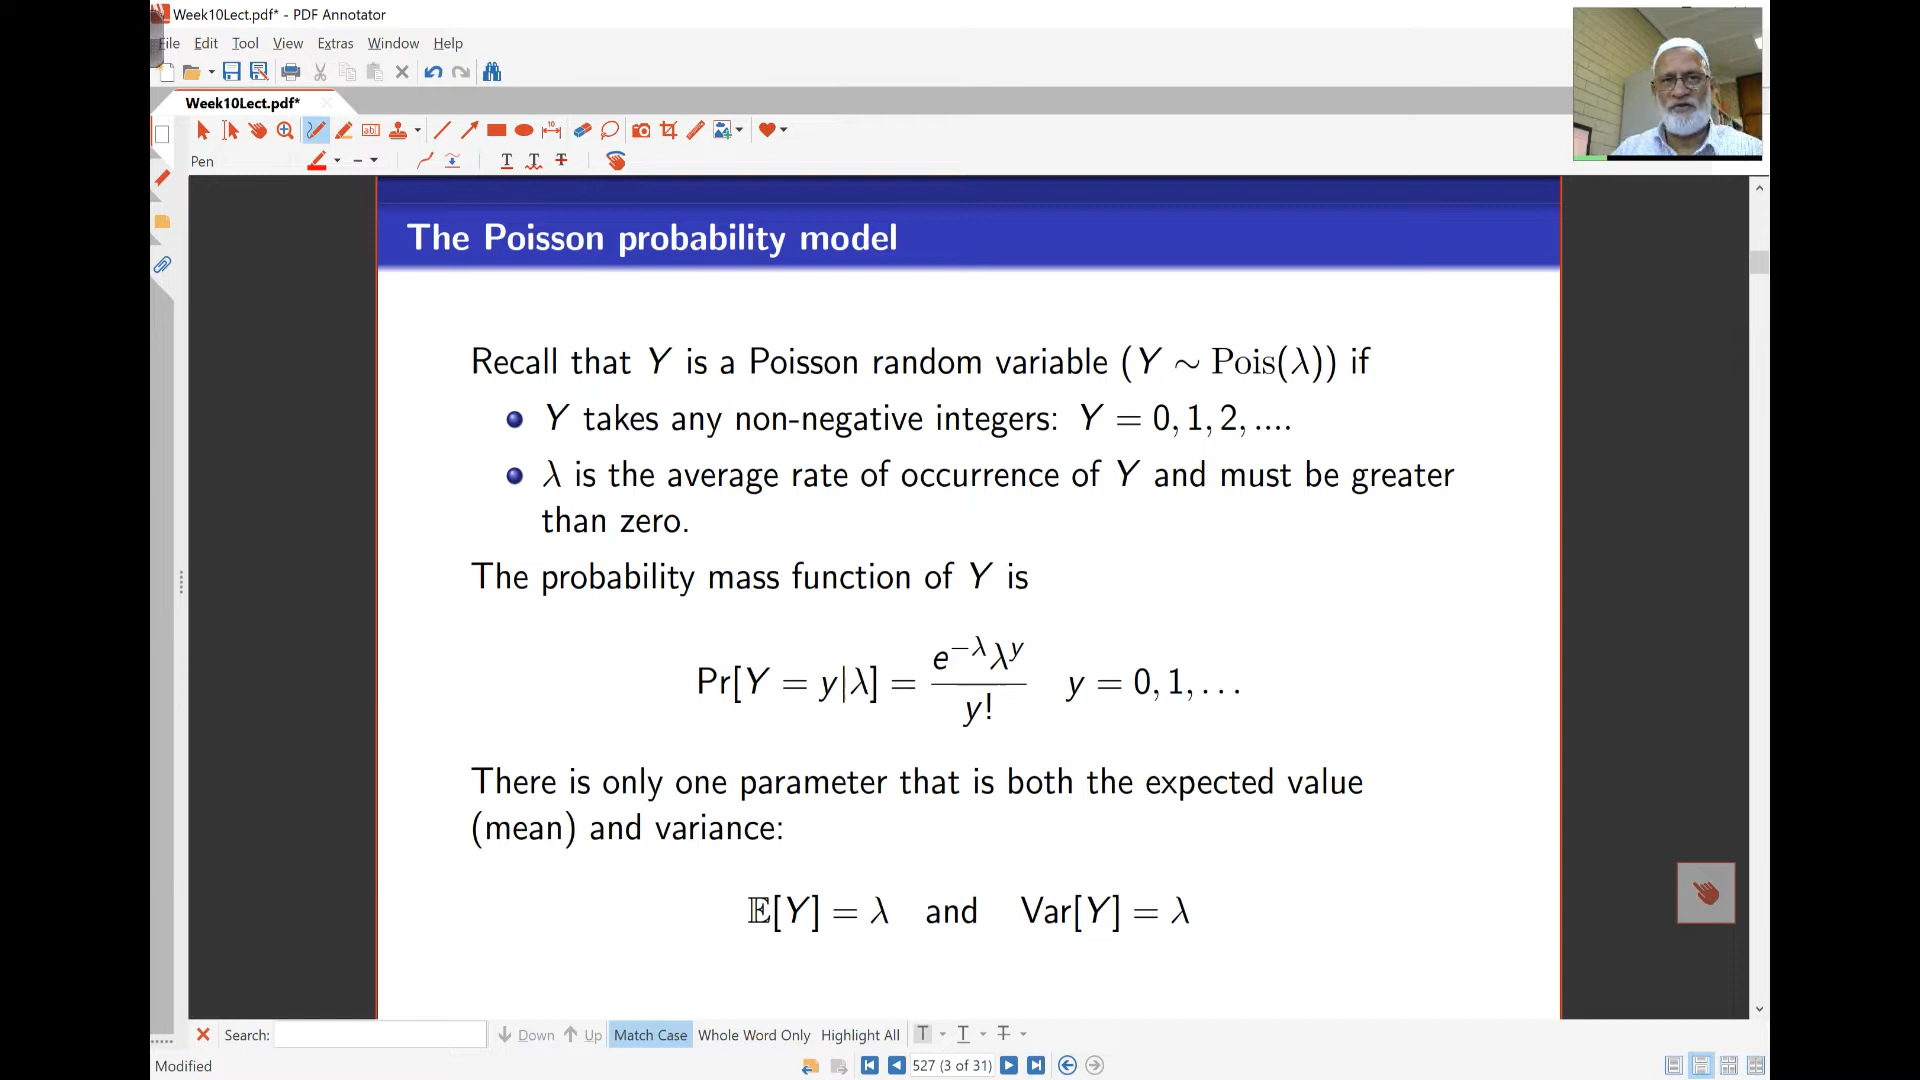 Week10Lect.pdf* - PDF Annotator
File Edit Tool View Extras Window Help
Week10Lect.pdf*
Pen
The Poisson probability model
Recall that Y is a Poisson random variable (Y ∼ Pois(λ)) if
Y takes any non-negative integers: Y = 0, 1, 2, ....
λ is the average rate of occurrence of Y and must be greater
than zero.
The probability mass function of Y is
Pr[Y = y|λ] = e^{−λ}λ^y / y!   y = 0, 1, . . .
There is only one parameter that is both the expected value
(mean) and variance:
𝔼[Y] = λ and Var[Y] = λ
Search: Down Up Match Case Whole Word Only Highlight All T T T
Modified 527 (3 of 31)